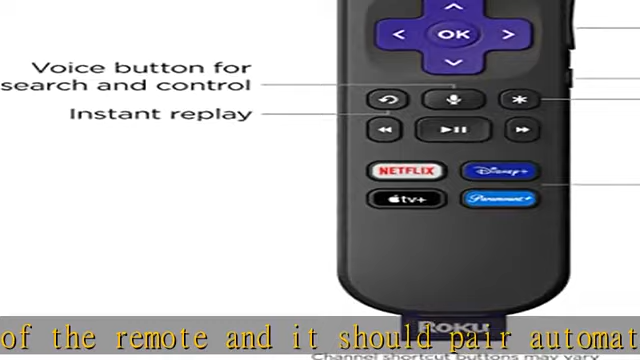 OK
Voice button for
search and control
Instant replay
NETFLIX Disney+
tv+ Paramount+
Roku
of the remote and it should pair automat
Channel shortcut buttons may vary